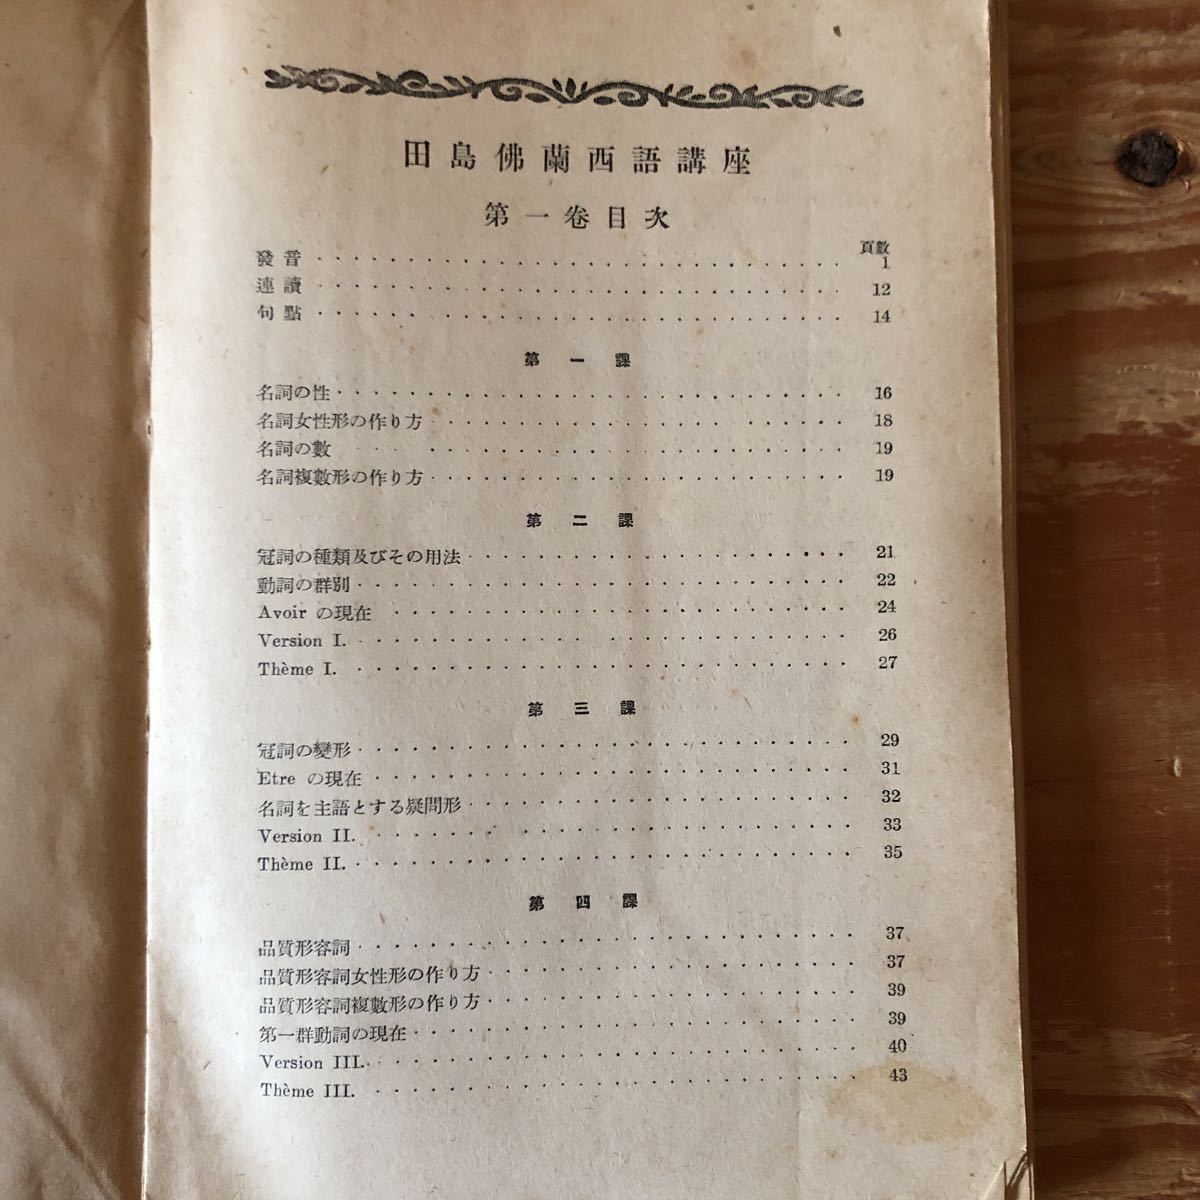 田島佛蘭西語講座
第一卷目次
頁數
發音 1
連讀 12
句點 14
第一課
名詞の性 16
名詞女性形の作り方 18
名詞の數 19
名詞複數形の作り方 19
第二課
冠詞の種類及びその用法 21
動詞の群別 22
Avoir の現在 24
Version I. 26
Thème I. 27
第三課
冠詞の變形 29
Etre の現在 31
名詞を主語とする疑問形 32
Version II. 33
Thème II. 35
第四課
品質形容詞 37
品質形容詞女性形の作り方 37
品質形容詞複數形の作り方 39
第一群動詞の現在 39
Version III. 40
Thème III. 43